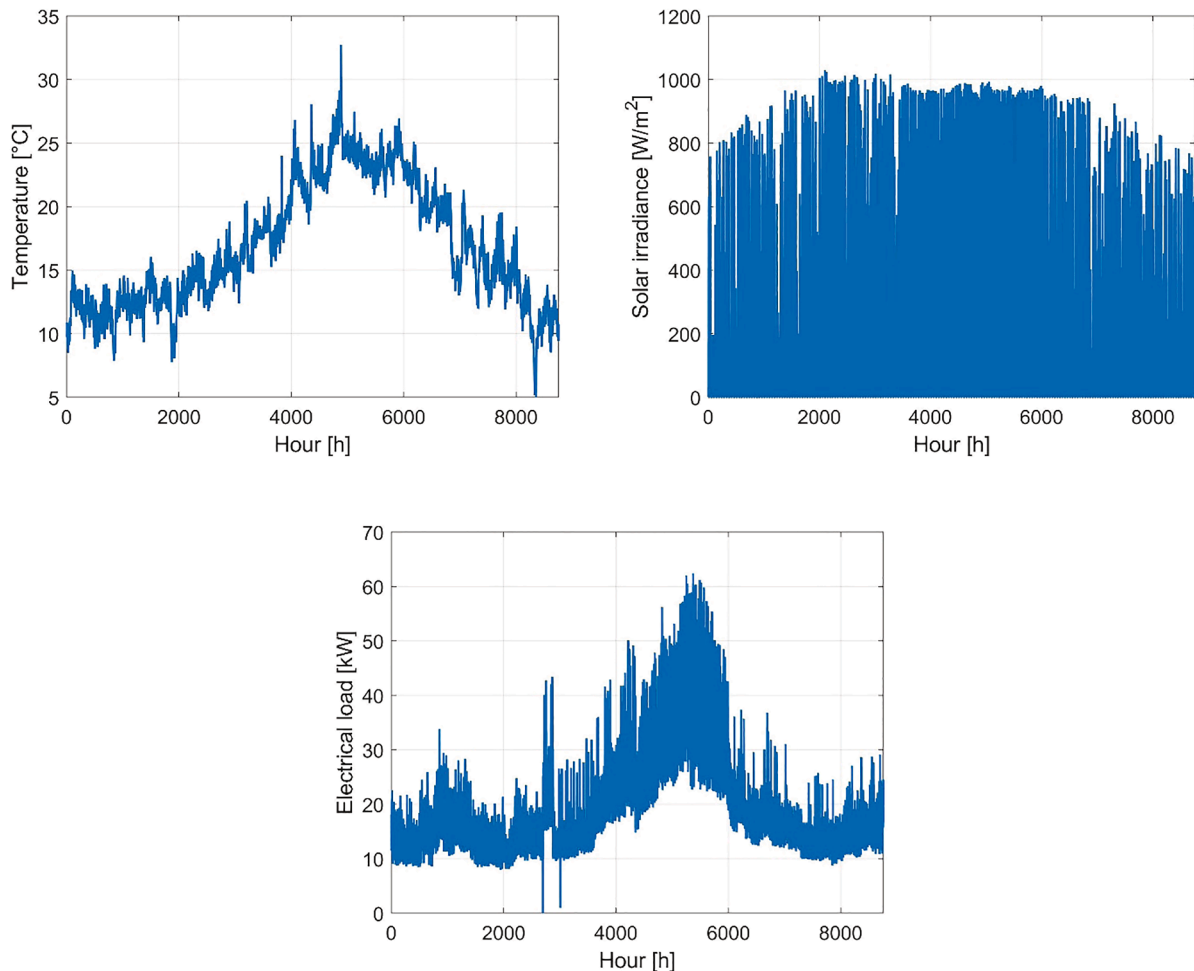 35
30
25
20
15
10
5
Temperature [°C]
0 2000 4000 6000 8000
Hour [h]
1200
1000
800
600
400
200
0
Solar irradiance [W/m²]
0 2000 4000 6000 8000
Hour [h]
70
60
50
40
30
20
10
0
Electrical load [kW]
0 2000 4000 6000 8000
Hour [h]